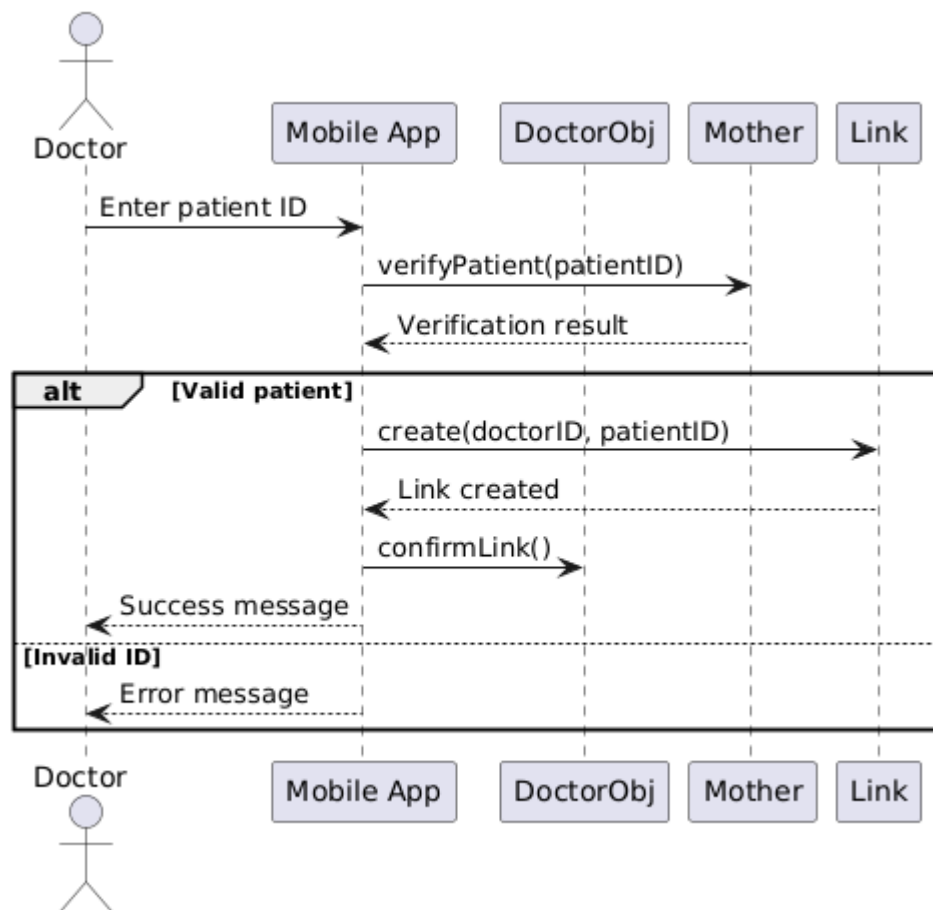 Doctor
Mobile App
DoctorObj
Mother
Link
Enter patient ID
verifyPatient(patientID)
Verification result
alt
[Valid patient]
create(doctorID, patientID)
Link created
confirmLink()
Success message
[Invalid ID]
Error message
Doctor
Mobile App
DoctorObj
Mother
Link